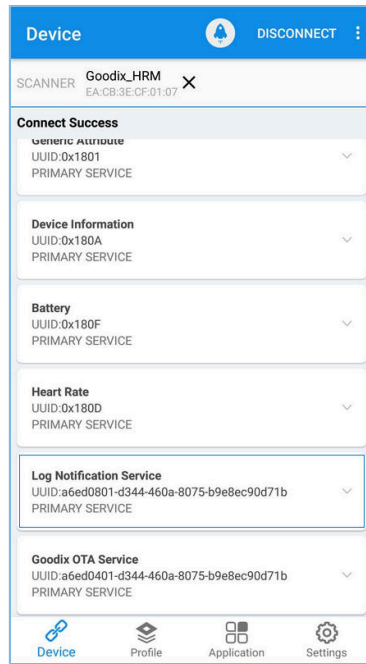 Device
DISCONNECT
SCANNER
Goodix_HRM
EA:CB:3E:CF:01:07
Connect Success
Generic Attribute
UUID:0x1801
PRIMARY SERVICE
Device Information
UUID:0x180A
PRIMARY SERVICE
Battery
UUID:0x180F
PRIMARY SERVICE
Heart Rate
UUID:0x180D
PRIMARY SERVICE
Log Notification Service
UUID:a6ed0801-d344-460a-8075-b9e8ec90d71b
PRIMARY SERVICE
Goodix OTA Service
UUID:a6ed0401-d344-460a-8075-b9e8ec90d71b
PRIMARY SERVICE
Device
Profile
Application
Settings